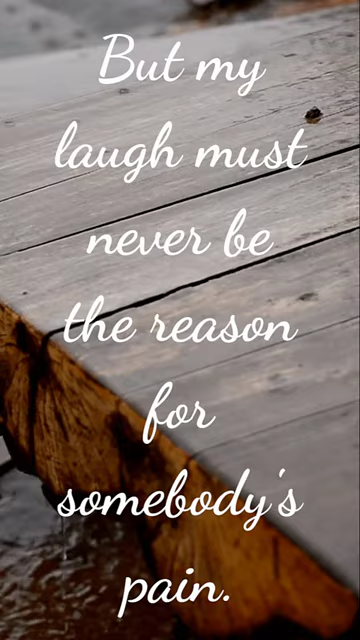 But my
laugh must
never be
the reason
for
somebody's
pain.